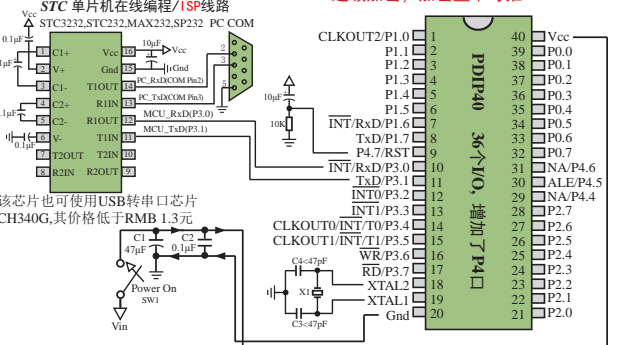 STC 单片机在线编程/ISP线路
STC3232,STC232,MAX232,SP232 PC COM
Vcc
0.1μF
0.1μF
0.1μF
1 C1+ Vcc 16
2 V+ Gnd 15
3 C1- T1OUT 14
4 C2+ R1IN 13
5 C2- R1OUT 12
6 V- T1IN 11
7 T2OUT T2IN 10
8 R2IN R2OUT 9
10μF
Vcc
Gnd
PC_RxD(COM Pin2)
PC_TxD(COM Pin3)
MCU_RxD(P3.0)
MCU_TxD(P3.1)
2
3
5
该芯片也可使用USB转串口芯片
CH340G,其价格低于RMB 1.3元
C1
47μF
C2
0.1μF
Power On
SW1
Vin
10μF
10K
C4<47pF
X1
C3<47pF
CLKOUT2/P1.0 1
P1.1 2
P1.2 3
P1.3 4
P1.4 5
P1.5 6
INT/RxD/P1.6 7
TxD/P1.7 8
P4.7/RST 9
INT/RxD/P3.0 10
TxD/P3.1 11
INT0/P3.2 12
INT1/P3.3 13
CLKOUT0/INT/T0/P3.4 14
CLKOUT1/INT/T1/P3.5 15
WR/P3.6 16
RD/P3.7 17
XTAL2 18
XTAL1 19
Gnd 20
PDIP40 36个I/O, 增加了P4口
40 Vcc
39 P0.0
38 P0.1
37 P0.2
36 P0.3
35 P0.4
34 P0.5
33 P0.6
32 P0.7
31 NA/P4.6
30 ALE/P4.5
29 NA/P4.4
28 P2.7
27 P2.6
26 P2.5
25 P2.4
24 P2.3
23 P2.2
22 P2.1
21 P2.0